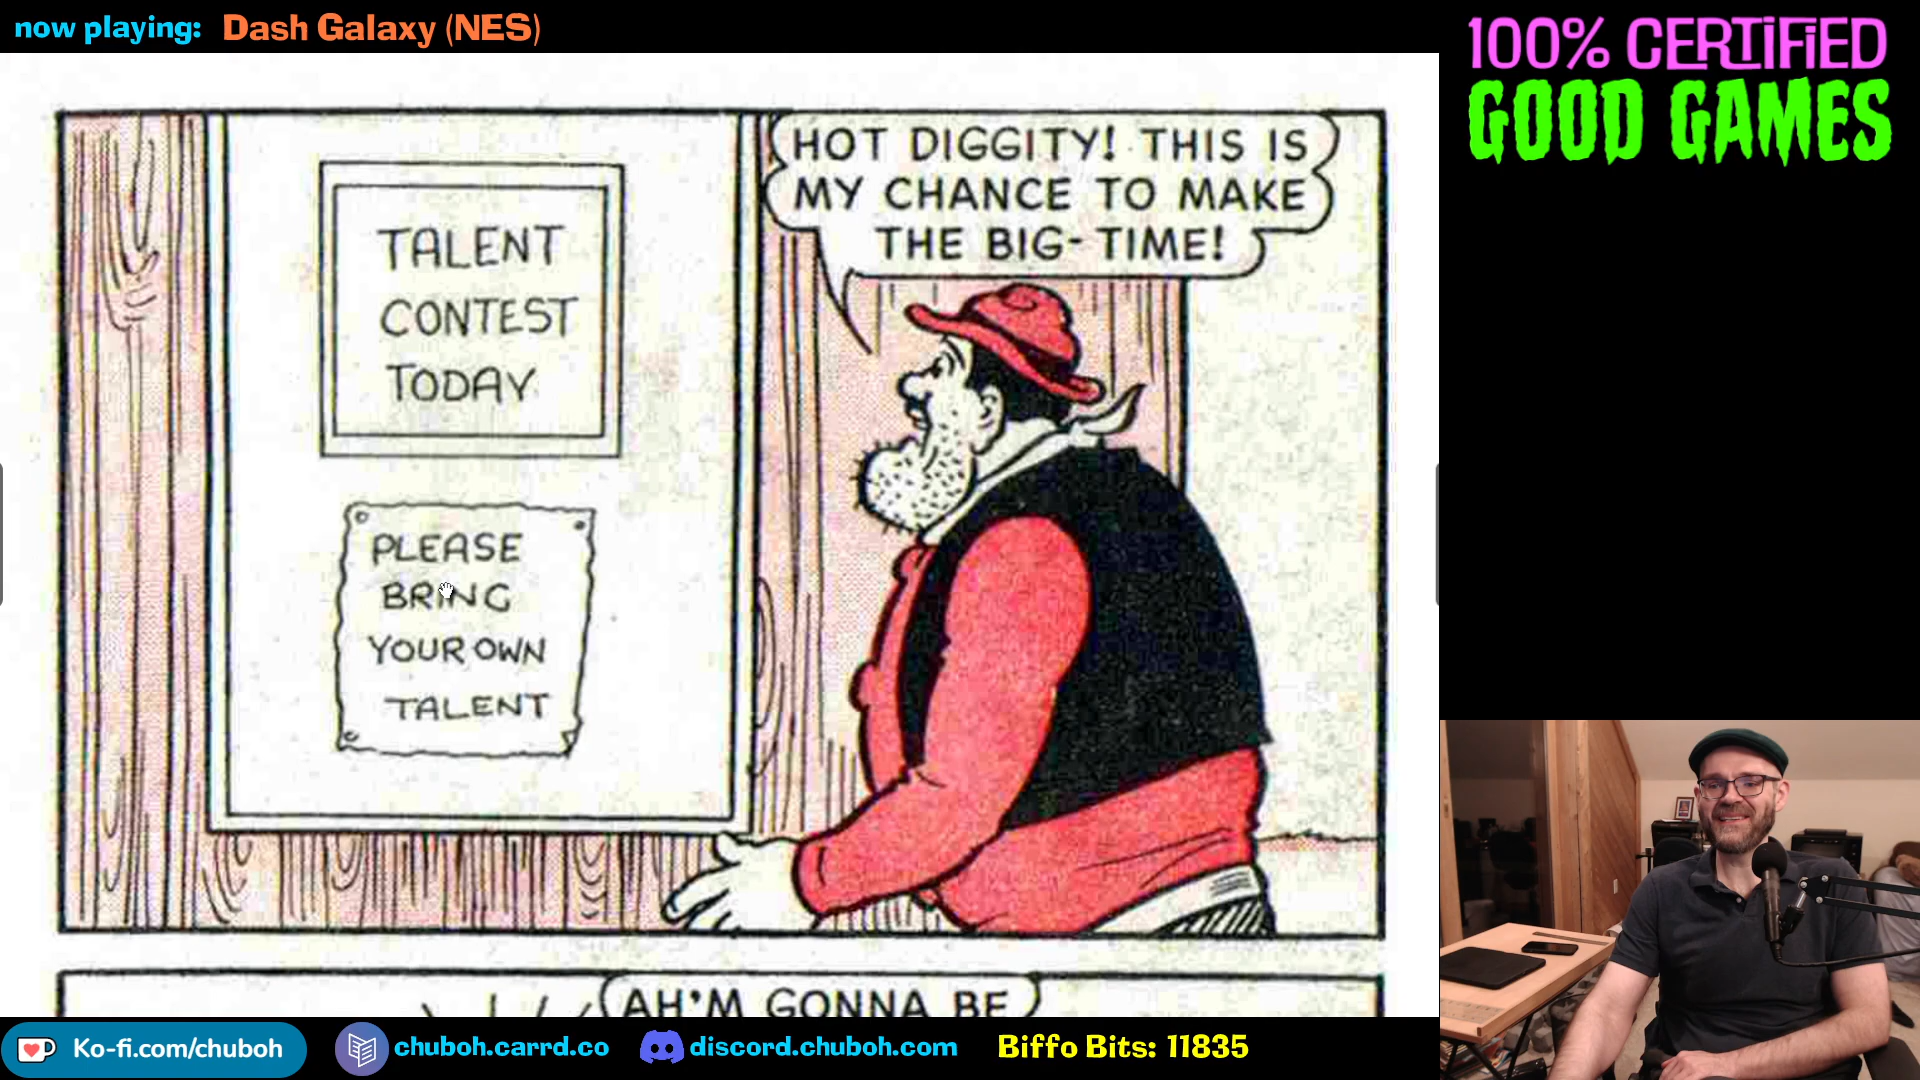 now playing: Dash Galaxy (NES)
100% CERTiFiED
GOOD GAMES
HOT DIGGITY! THIS IS
MY CHANCE TO MAKE
THE BIG-TIME!
TALENT
CONTEST
TODAY
PLEASE
BRING
YOUR OWN
TALENT
AH'M GONNA BE
Ko-fi.com/chuboh
chuboh.carrd.co
discord.chuboh.com
Biffo Bits: 11835